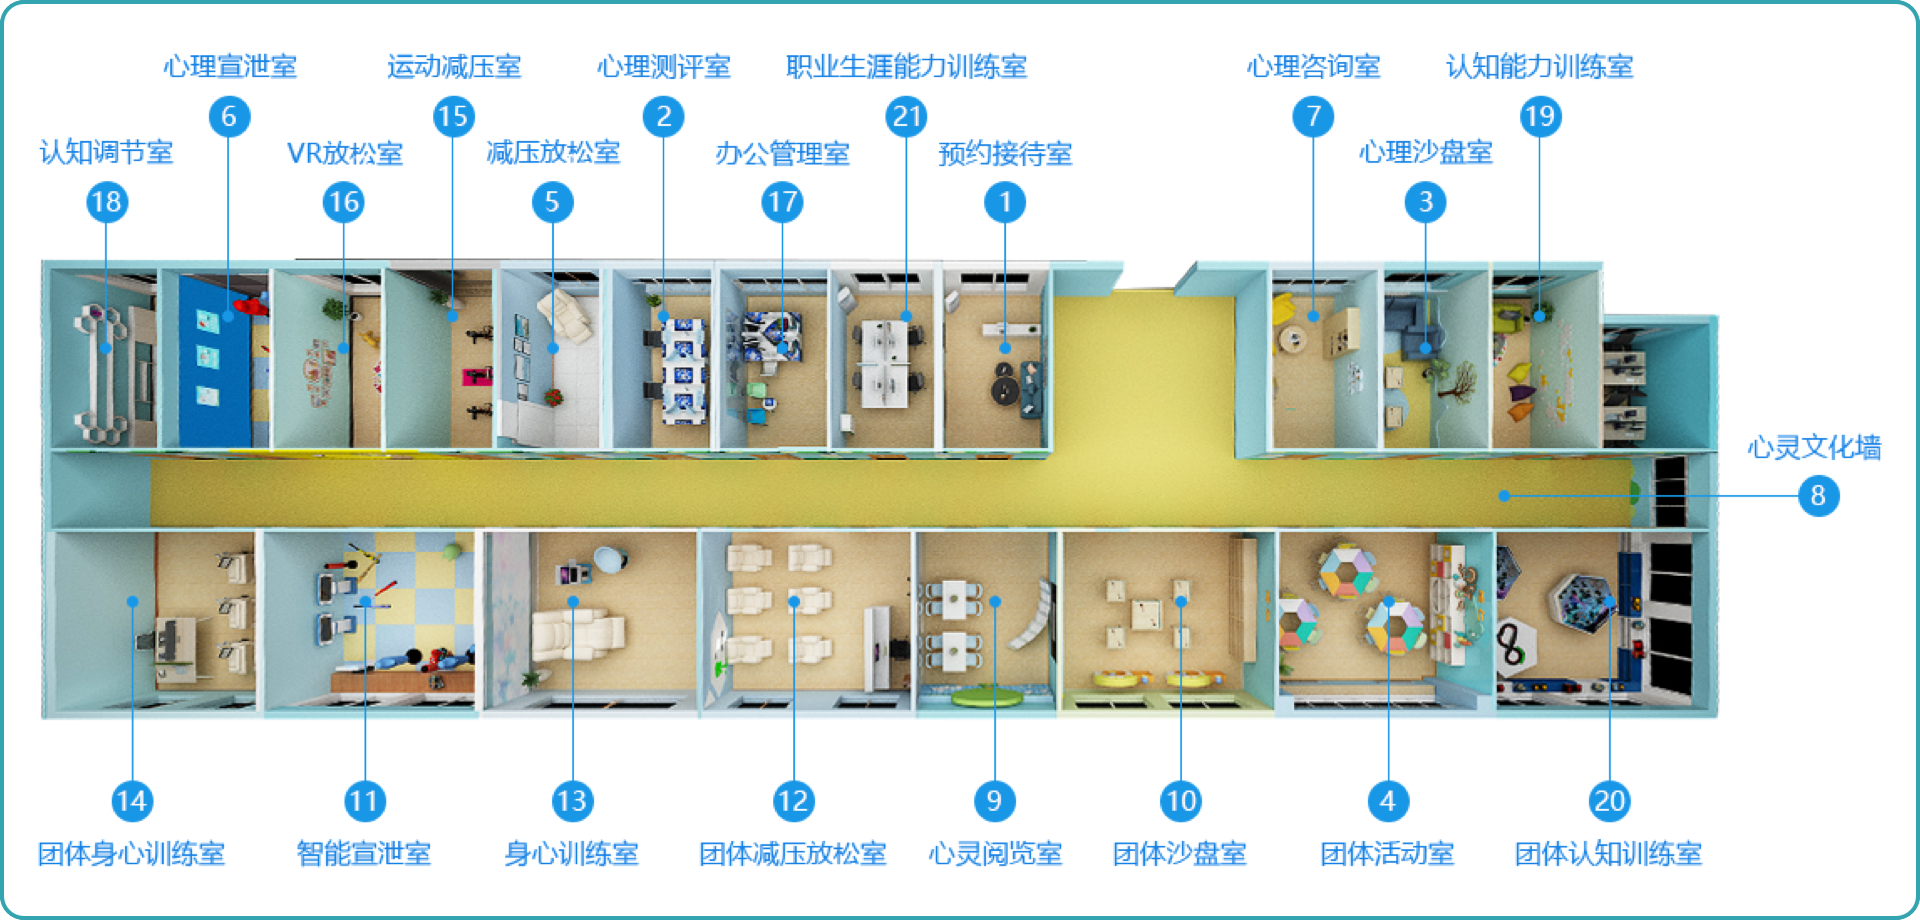 心理宣泄室 运动减压室 心理测评室 职业生涯能力训练室 心理咨询室 认知能力训练室
6 15 2 21 7 19
认知调节室 VR放松室 减压放松室 办公管理室 预约接待室 心理沙盘室
18 16 5 17 1 3
心灵文化墙
8
14 11 13 12 9 10 4 20
团体身心训练室 智能宣泄室 身心训练室 团体减压放松室 心灵阅览室 团体沙盘室 团体活动室 团体认知训练室